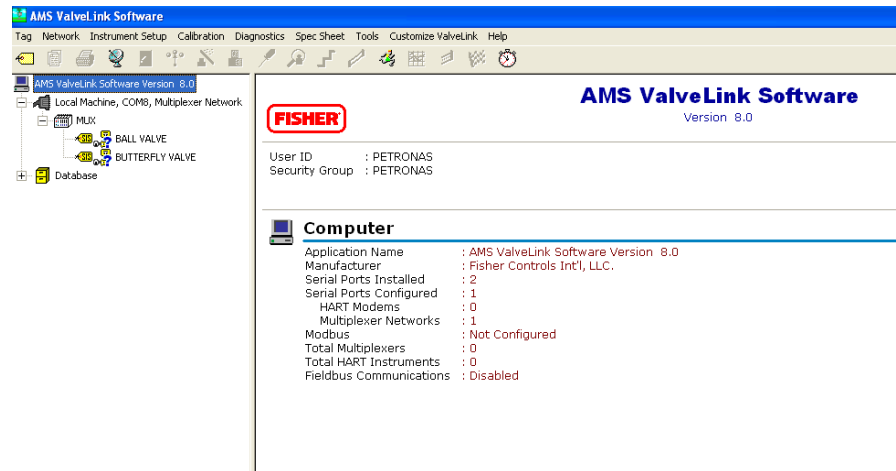 AMS ValveLink Software
Tag Network Instrument Setup Calibration Diagnostics Spec Sheet Tools Customize ValveLink Help
AMS ValveLink Software Version 8.0
Local Machine, COM8, Multiplexer Network
MUX
SIS BALL VALVE
SIS BUTTERFLY VALVE
Database
AMS ValveLink Software
Version 8.0
FISHER
User ID : PETRONAS
Security Group : PETRONAS
Computer
Application Name : AMS ValveLink Software Version 8.0
Manufacturer : Fisher Controls Int'l, LLC.
Serial Ports Installed : 2
Serial Ports Configured : 1
HART Modems : 0
Multiplexer Networks : 1
Modbus : Not Configured
Total Multiplexers : 0
Total HART Instruments : 0
Fieldbus Communications : Disabled